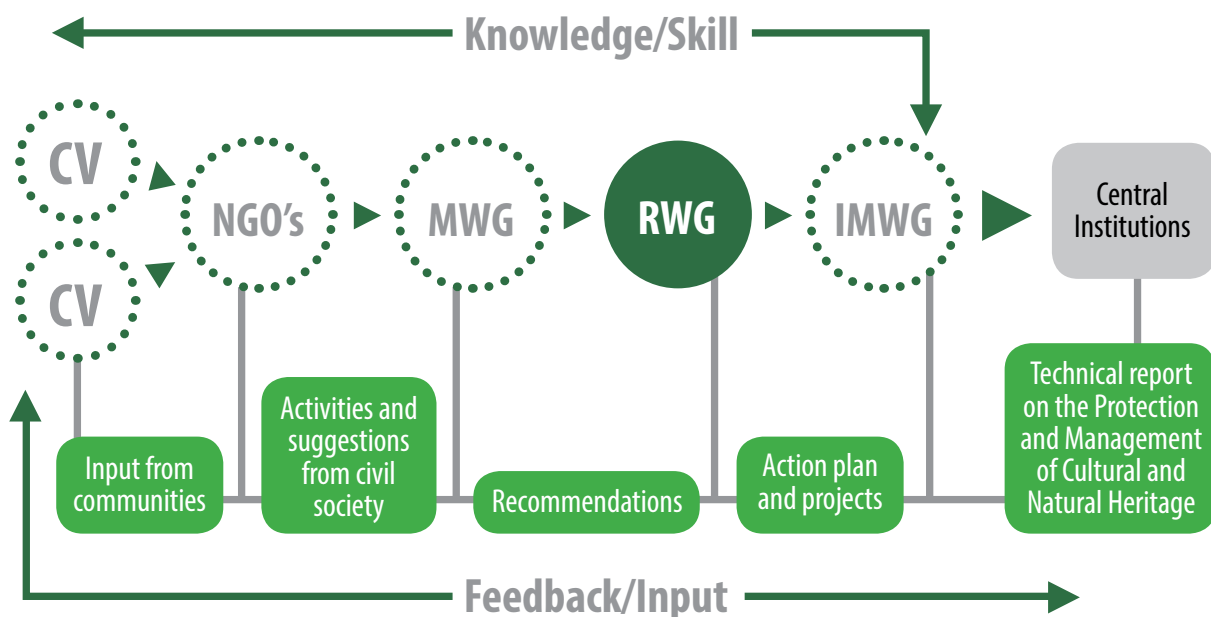 Knowledge/Skill
CV
CV
NGO's
MWG
RWG
IMWG
Central
Institutions
Input from
communities
Activities and
suggestions
from civil
society
Recommendations
Action plan
and projects
Technical report
on the Protection
and Management
of Cultural and
Natural Heritage
Feedback/Input